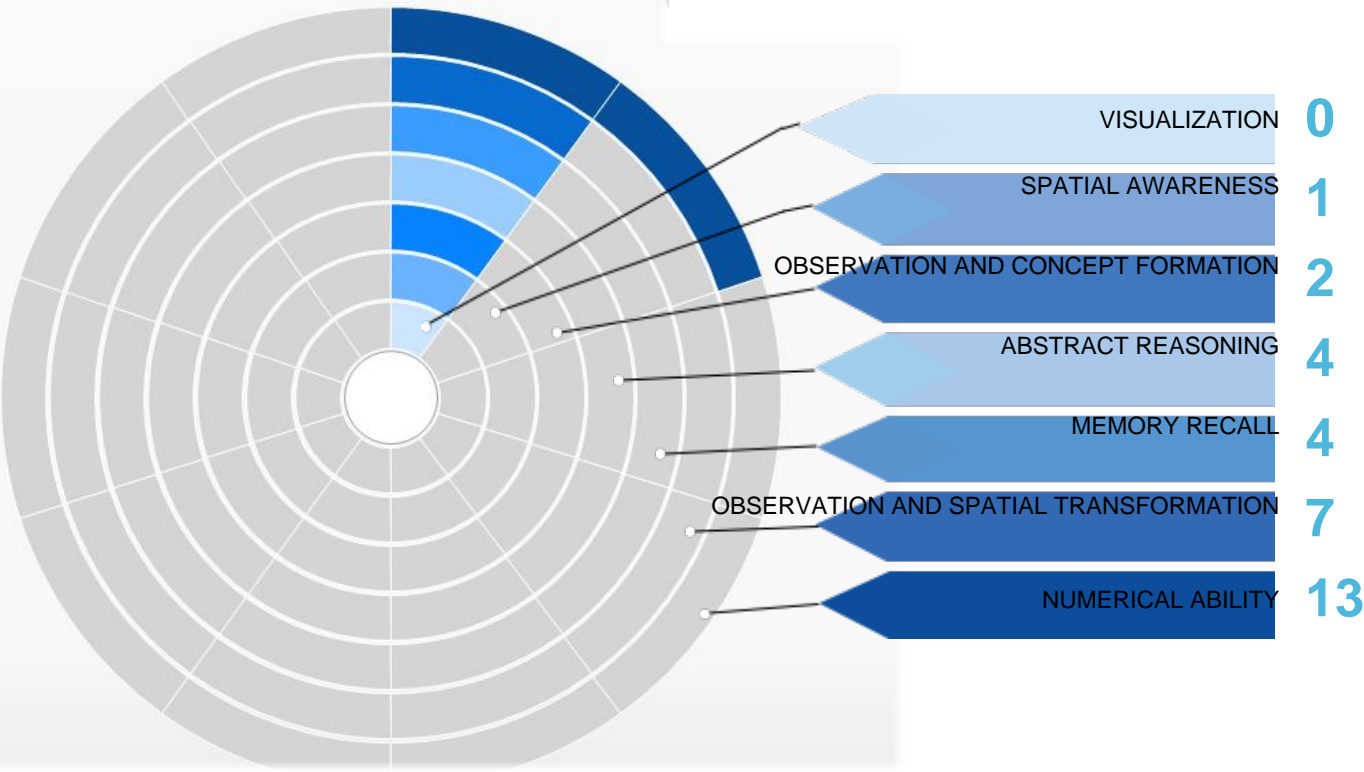 VISUALIZATION 0
SPATIAL AWARENESS 1
OBSERVATION AND CONCEPT FORMATION 2
ABSTRACT REASONING 4
MEMORY RECALL 4
OBSERVATION AND SPATIAL TRANSFORMATION 7
NUMERICAL ABILITY 13